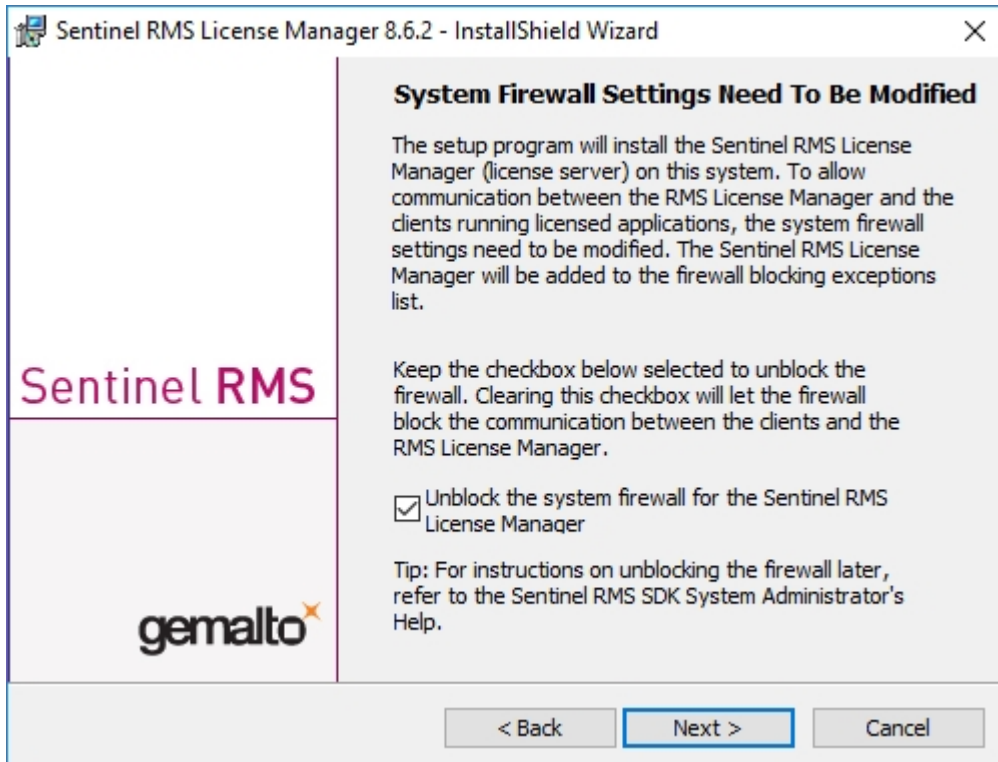 Sentinel RMS License Manager 8.6.2 - InstallShield Wizard
System Firewall Settings Need To Be Modified
The setup program will install the Sentinel RMS License
Manager (license server) on this system. To allow
communication between the RMS License Manager and the
clients running licensed applications, the system firewall
settings need to be modified. The Sentinel RMS License
Manager will be added to the firewall blocking exceptions
list.
Keep the checkbox below selected to unblock the
firewall. Clearing this checkbox will let the firewall
block the communication between the clients and the
RMS License Manager.
Unblock the system firewall for the Sentinel RMS
License Manager
Tip: For instructions on unblocking the firewall later,
refer to the Sentinel RMS SDK System Administrator's
Help.
Sentinel RMS
gemalto
< Back
Next >
Cancel